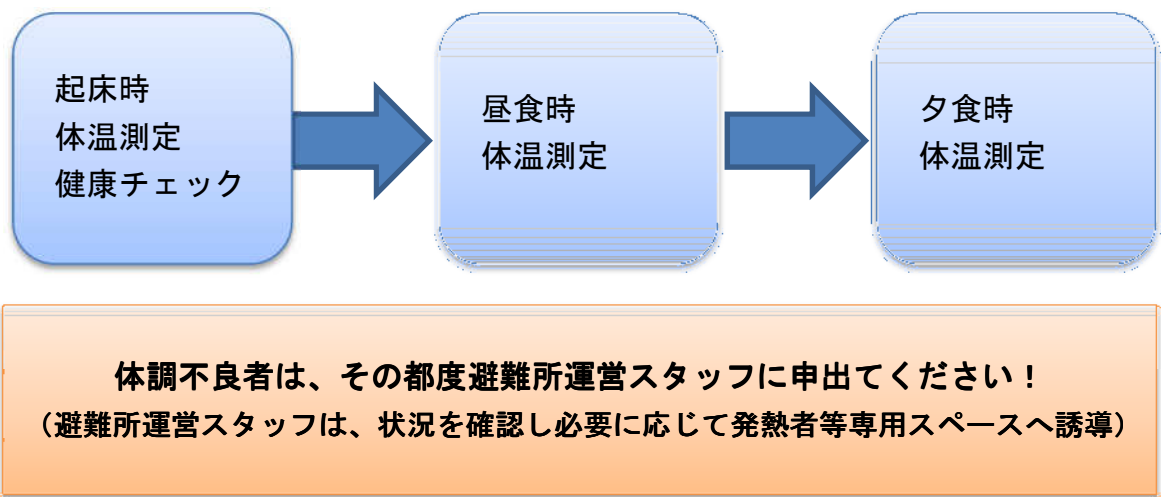 起床時
体温測定
健康チェック
昼食時
体温測定
夕食時
体温測定
体調不良者は、その都度避難所運営スタッフに申出てください！
（避難所運営スタッフは、状況を確認し必要に応じて発熱者等専用スペースへ誘導）